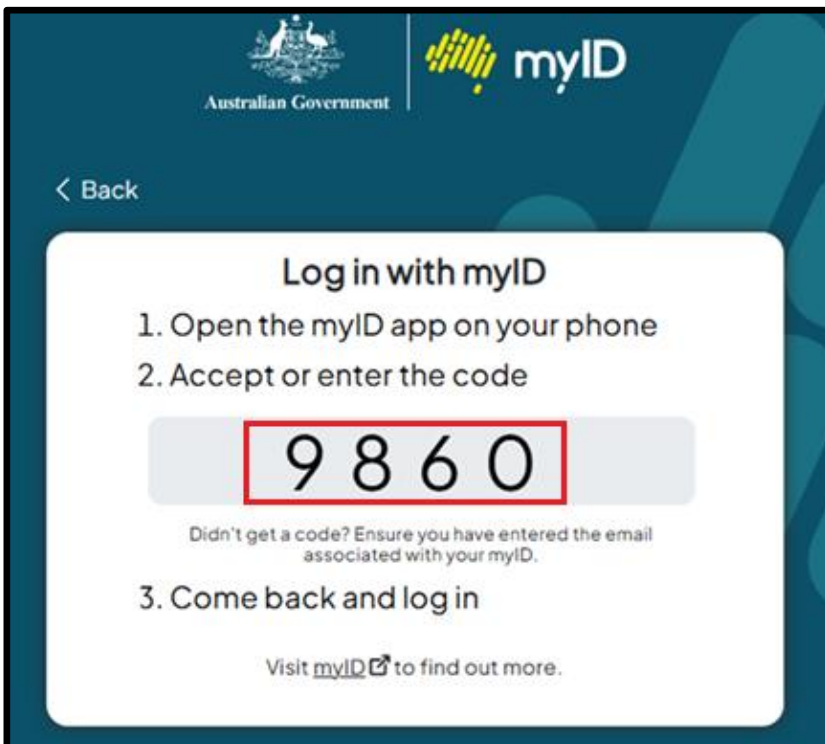 Australian Government
myID
< Back
Log in with myID
1. Open the myID app on your phone
2. Accept or enter the code
9860
Didn't get a code? Ensure you have entered the email
associated with your myID.
3. Come back and log in
Visit myID to find out more.